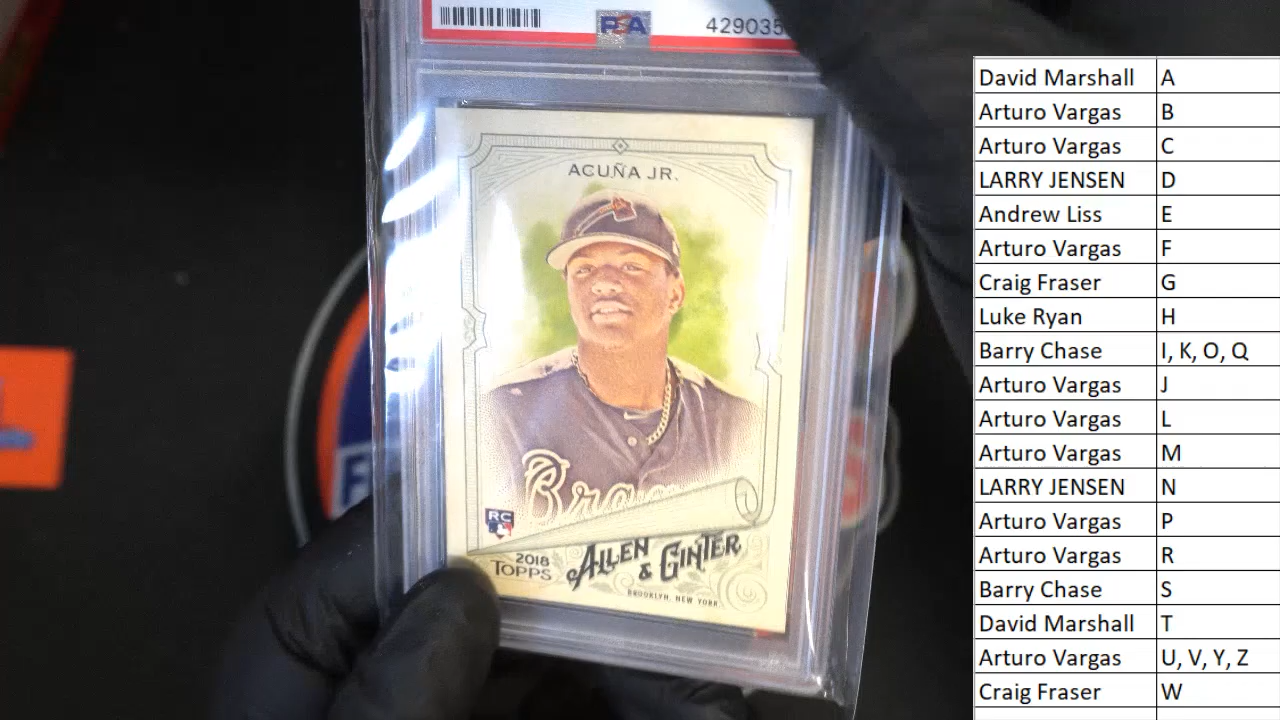 PSA
429035
ACUÑA JR.
Bra
RC
2018
TOPPS
ALLEN
& GINTER
BROOKLYN, NEW YORK
David Marshall A
Arturo Vargas B
Arturo Vargas C
LARRY JENSEN D
Andrew Liss E
Arturo Vargas F
Craig Fraser G
Luke Ryan H
Barry Chase I, K, O, Q
Arturo Vargas J
Arturo Vargas L
Arturo Vargas M
LARRY JENSEN N
Arturo Vargas P
Arturo Vargas R
Barry Chase S
David Marshall T
Arturo Vargas U, V, Y, Z
Craig Fraser W